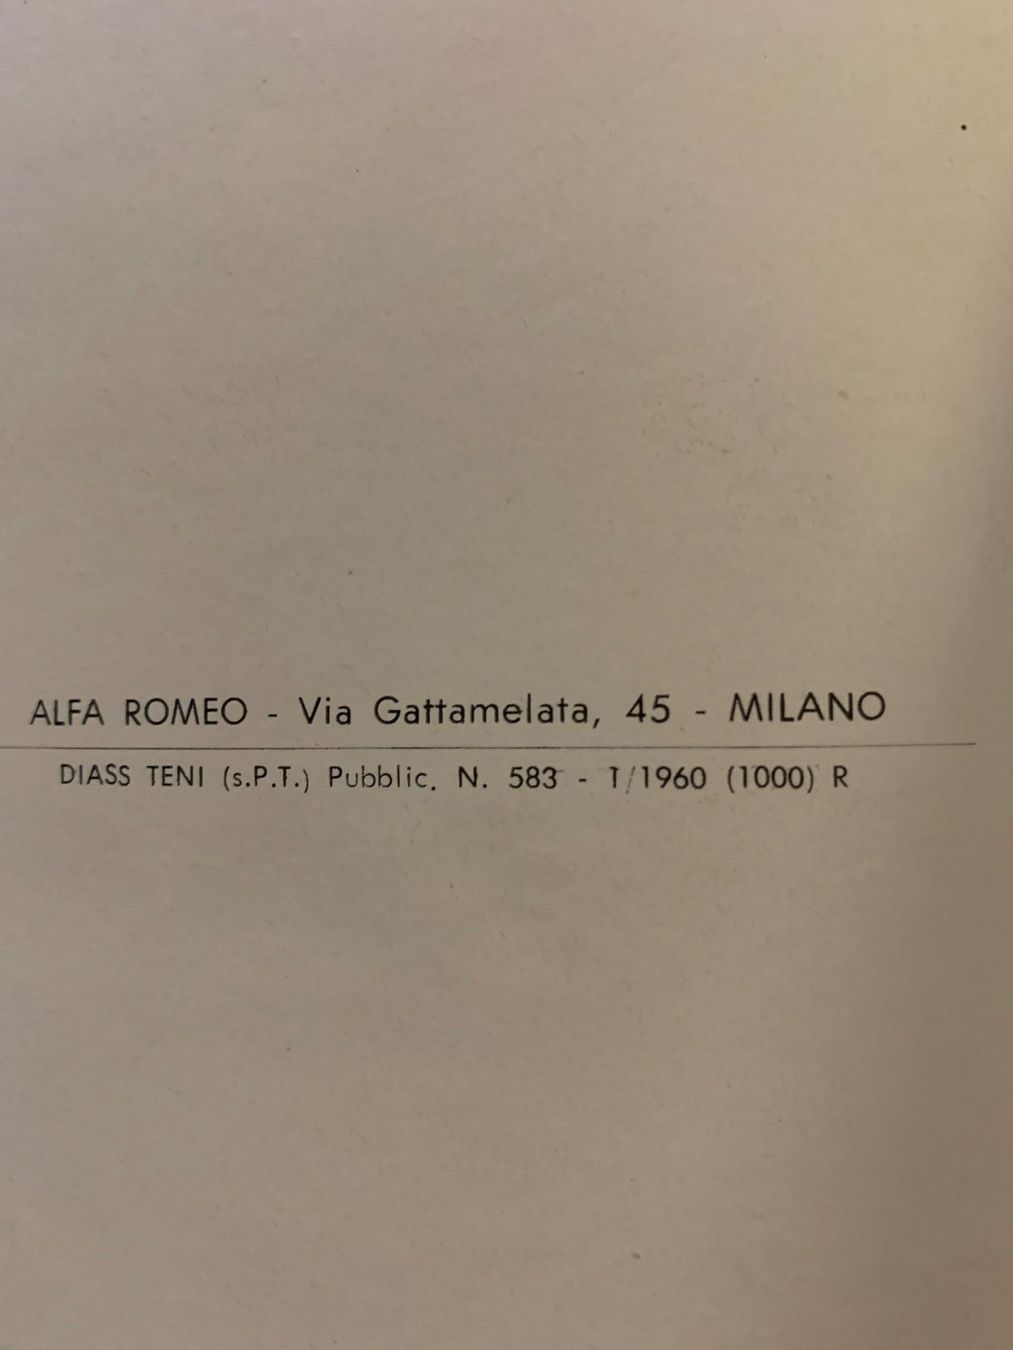 ALFA ROMEO - Via Gattamelata, 45 - MILANO
DIASS TENI (s.P.T.) Pubblic. N. 583 - 1/1960 (1000) R